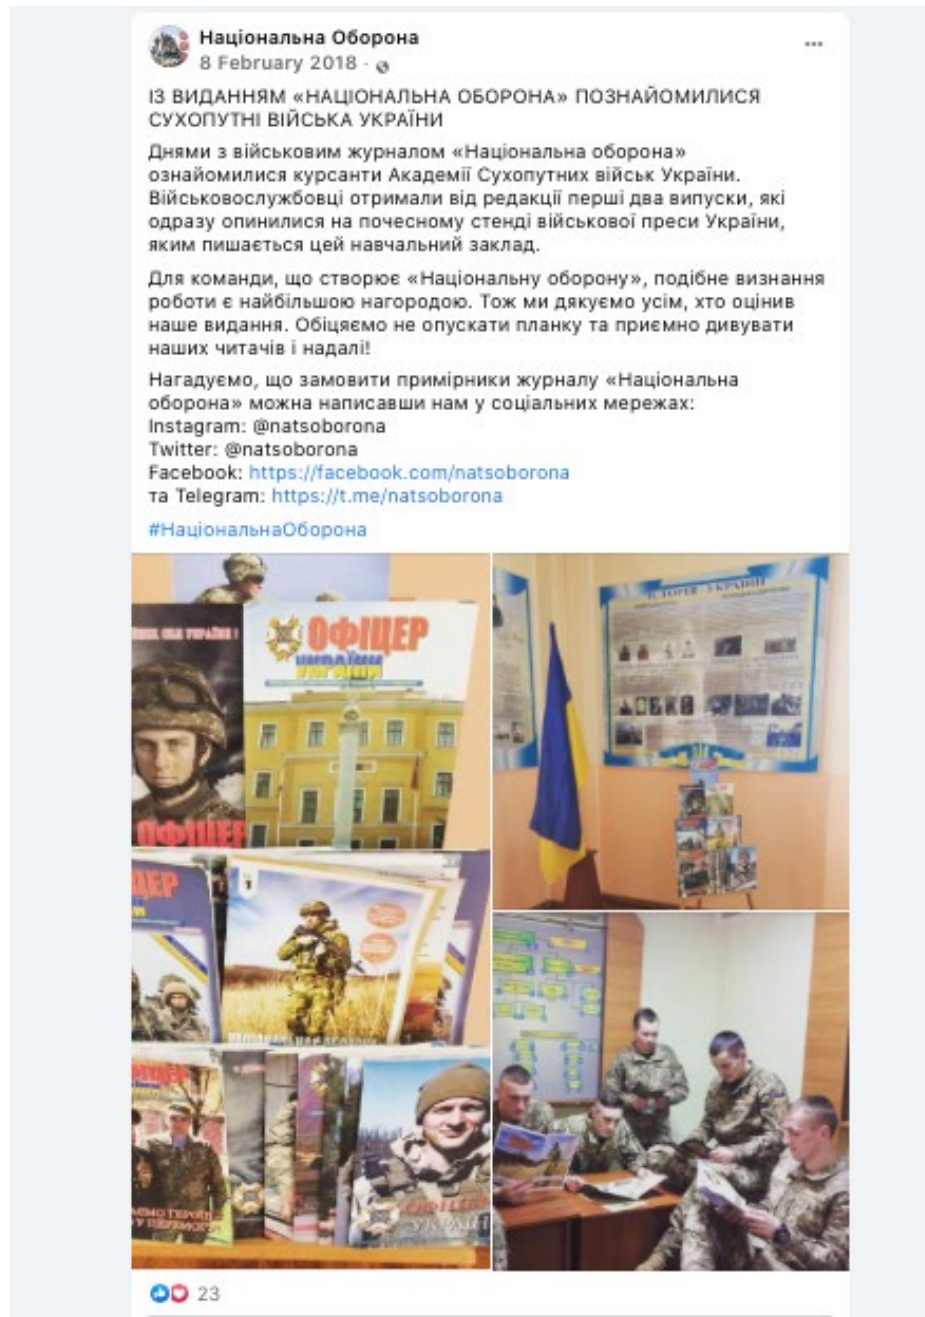 Національна Оборона
8 February 2018 ·
ІЗ ВИДАННЯМ «НАЦІОНАЛЬНА ОБОРОНА» ПОЗНАЙОМИЛИСЯ
СУХОПУТНІ ВІЙСЬКА УКРАЇНИ
Днями з військовим журналом «Національна оборона»
ознайомилися курсанти Академії Сухопутних військ України.
Військовослужбовці отримали від редакції перші два випуски, які
одразу опинилися на почесному стенді військової преси України,
яким пишається цей навчальний заклад.
Для команди, що створює «Національну оборону», подібне визнання
роботи є найбільшою нагородою. Тож ми дякуємо усім, хто оцінив
наше видання. Обіцяємо не опускати планку та приємно дивувати
наших читачів і надалі!
Нагадуємо, що замовити примірники журналу «Національна
оборона» можна написавши нам у соціальних мережах:
Instagram: @natsoborona
Twitter: @natsoborona
Facebook: https://facebook.com/natsoborona
та Telegram: https://t.me/natsoborona
#НаціональнаОборона
ОФІЦЕР
УКРАЇНИ
ОФІЦЕР
ІСТОРІЯ УКРАЇНИ
ОФІЦЕР
УКРАЇНИ
23